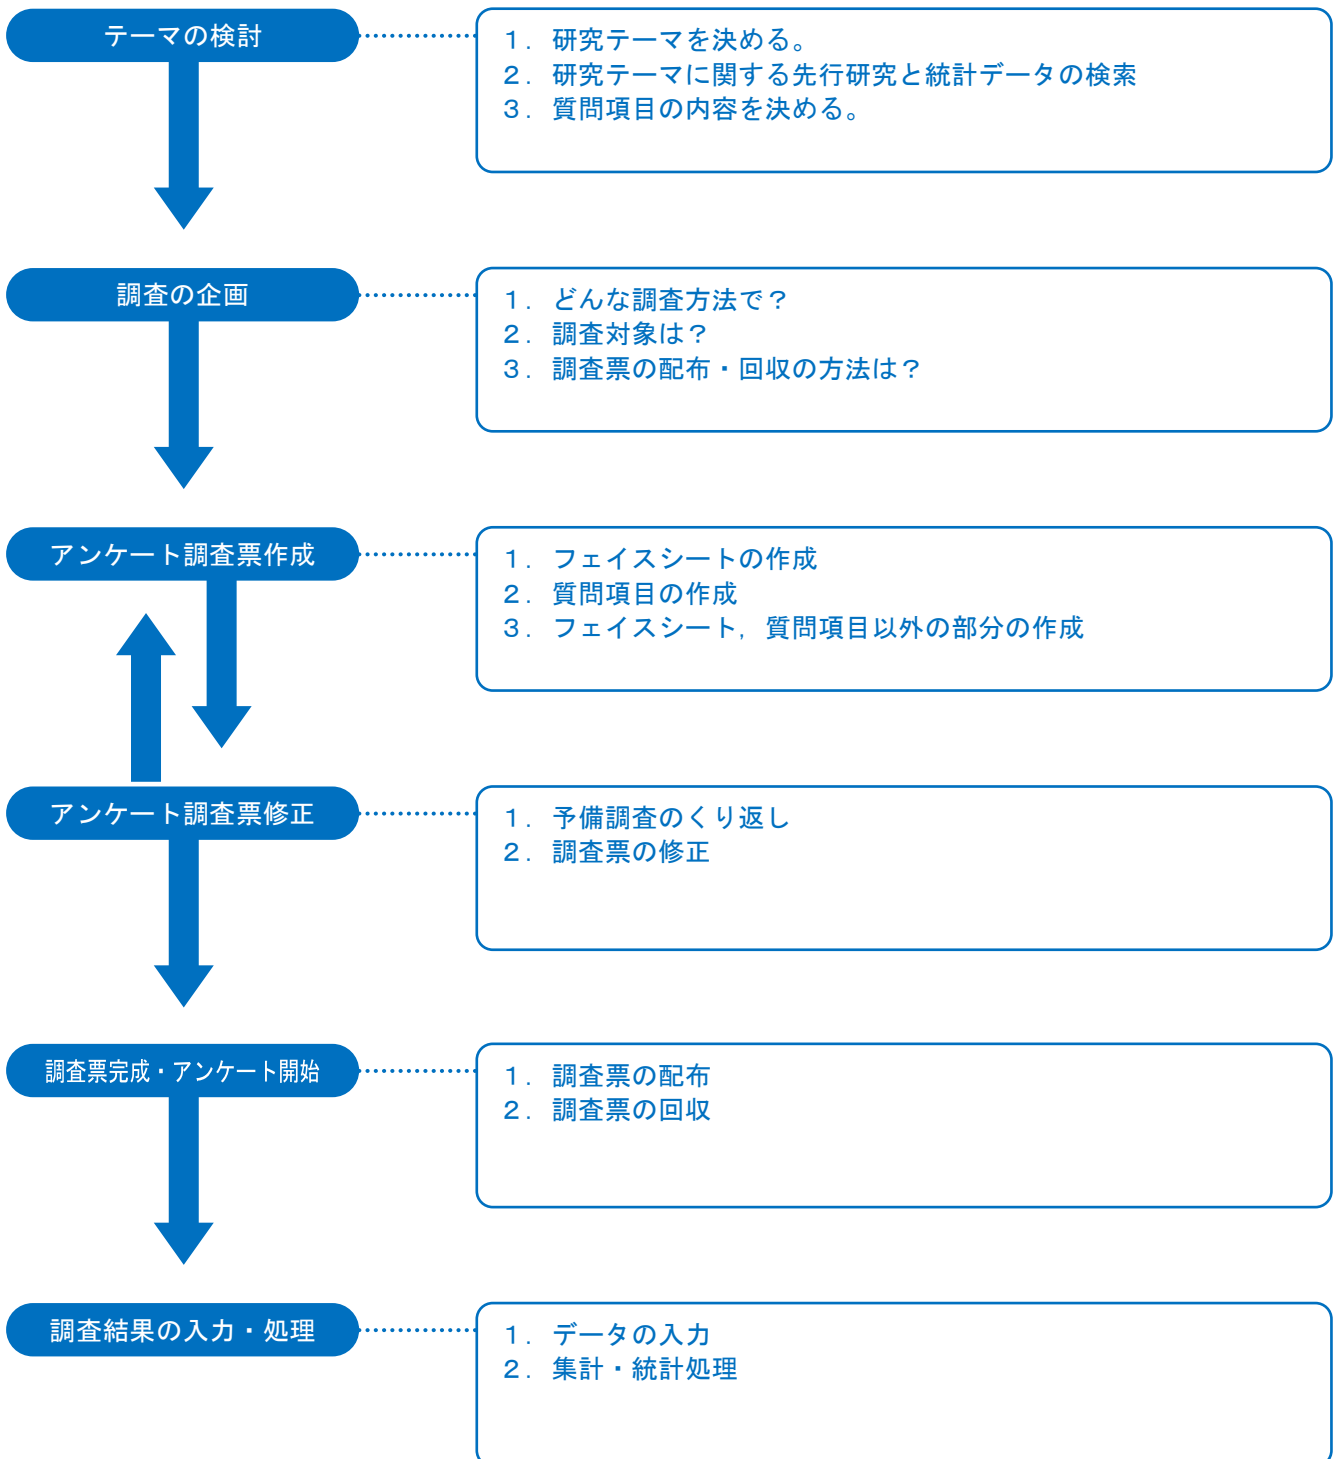 テーマの検討
１．研究テーマを決める。
２．研究テーマに関する先行研究と統計データの検索
３．質問項目の内容を決める。
調査の企画
１．どんな調査方法で？
２．調査対象は？
３．調査票の配布・回収の方法は？
アンケート調査票作成
１．フェイスシートの作成
２．質問項目の作成
３．フェイスシート，質問項目以外の部分の作成
アンケート調査票修正
１．予備調査のくり返し
２．調査票の修正
調査票完成・アンケート開始
１．調査票の配布
２．調査票の回収
調査結果の入力・処理
１．データの入力
２．集計・統計処理